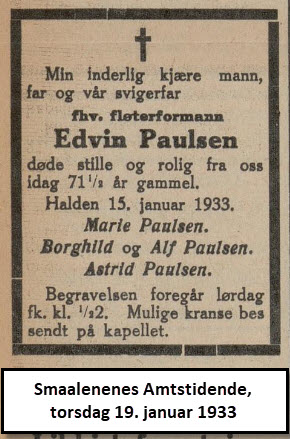 Min inderlig kjære mann,
far og vår svigerfar
fhv. fløterformann
Edvin Paulsen
døde stille og rolig fra oss
idag 71 1/2 år gammel.
Halden 15. januar 1933.
Marie Paulsen.
Borghild og Alf Paulsen.
Astrid Paulsen.
Begravelsen foregår lørdag
fk. kl. 1/22. Mulige kranse bes
sendt på kapellet.
Smaalenenes Amtstidende,
torsdag 19. januar 1933